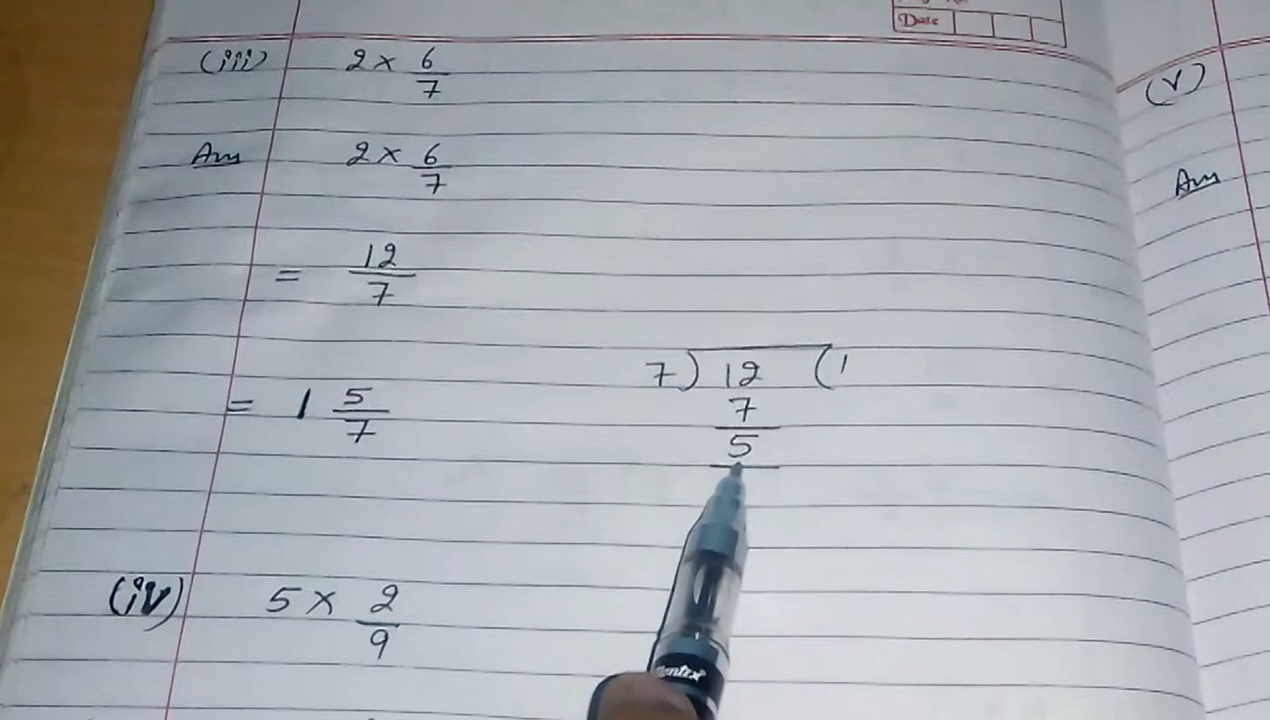 Date
(iii) 2 × 6/7
Ans 2 × 6/7
= 12/7
7) 12 (1
7
5
= 1 5/7
(iv) 5 × 2/9
(v)
Ans